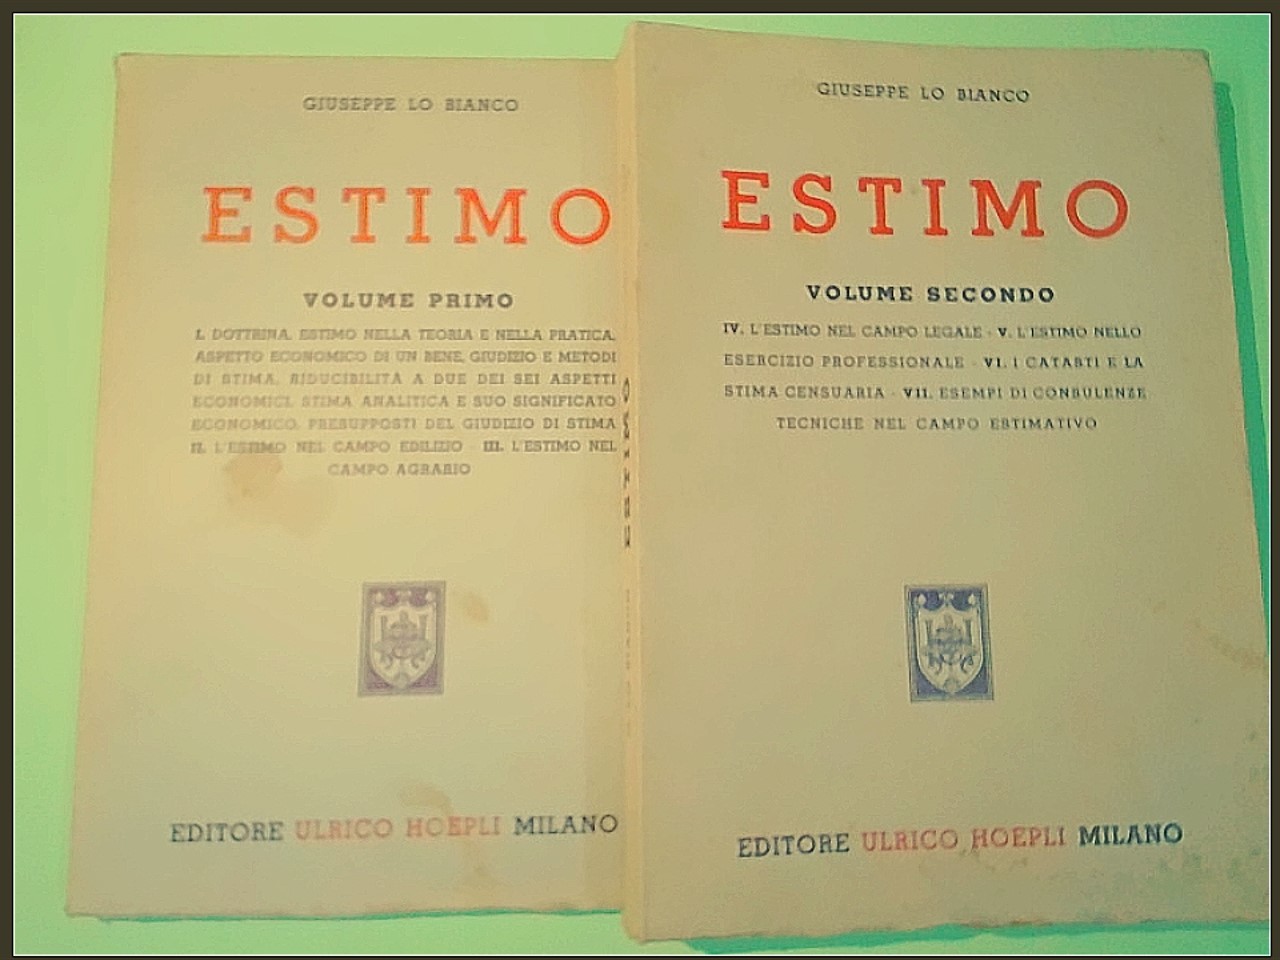 GIUSEPPE LO BIANCO
ESTIMO
VOLUME PRIMO
I. DOTTRINA. ESTIMO NELLA TEORIA E NELLA PRATICA.
ASPETTO ECONOMICO DI UN BENE, GIUDIZIO E METODI
DI STIMA. RIDUCIBILITÀ A DUE DEI SEI ASPETTI
ECONOMICI. STIMA ANALITICA E SUO SIGNIFICATO
ECONOMICO. PRESUPPOSTI DEL GIUDIZIO DI STIMA
II. L'ESTIMO NEL CAMPO EDILIZIO - III. L'ESTIMO NEL
CAMPO AGRARIO
EDITORE ULRICO HOEPLI MILANO
ESTIMO
GIUSEPPE LO BIANCO
ESTIMO
VOLUME SECONDO
IV. L'ESTIMO NEL CAMPO LEGALE - V. L'ESTIMO NELLO
ESERCIZIO PROFESSIONALE - VI. I CATASTI E LA
STIMA CENSUARIA - VII. ESEMPI DI CONSULENZE
TECNICHE NEL CAMPO ESTIMATIVO
EDITORE ULRICO HOEPLI MILANO